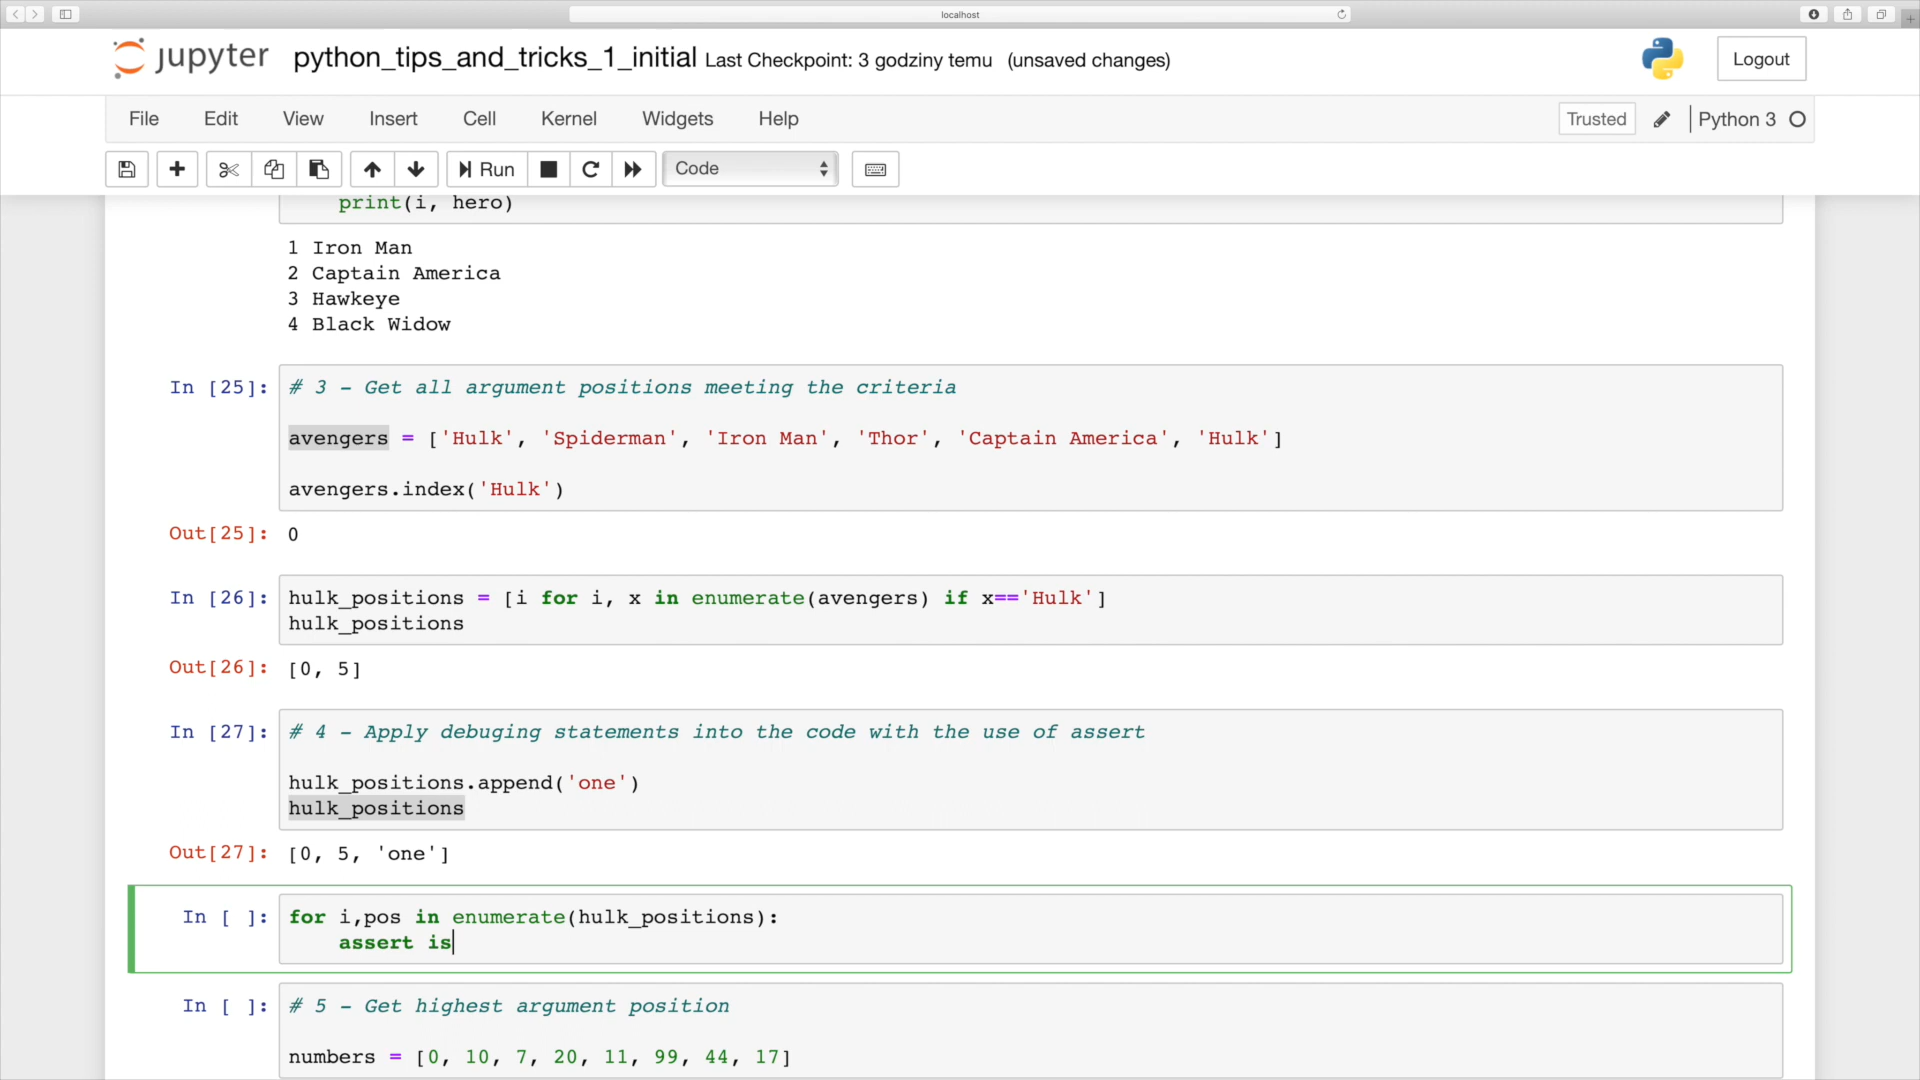 localhost
jupyter python_tips_and_tricks_1_initial Last Checkpoint: 3 godziny temu (unsaved changes) Logout
File Edit View Insert Cell Kernel Widgets Help Trusted Python 3
Run Code
print(i, hero)
1 Iron Man
2 Captain America
3 Hawkeye
4 Black Widow
In [25]: # 3 - Get all argument positions meeting the criteria
avengers = ['Hulk', 'Spiderman', 'Iron Man', 'Thor', 'Captain America', 'Hulk']
avengers.index('Hulk')
Out[25]: 0
In [26]: hulk_positions = [i for i, x in enumerate(avengers) if x=='Hulk']
hulk_positions
Out[26]: [0, 5]
In [27]: # 4 - Apply debuging statements into the code with the use of assert
hulk_positions.append('one')
hulk_positions
Out[27]: [0, 5, 'one']
In [ ]: for i,pos in enumerate(hulk_positions):
assert is
In [ ]: # 5 - Get highest argument position
numbers = [0, 10, 7, 20, 11, 99, 44, 17]